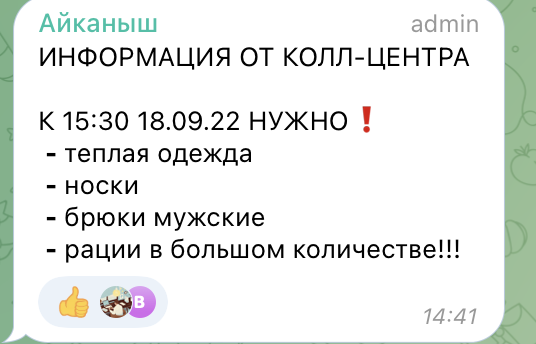 Айканыш admin
ИНФОРМАЦИЯ ОТ КОЛЛ-ЦЕНТРА
К 15:30 18.09.22 НУЖНО ❗
- теплая одежда
- носки
- брюки мужские
- рации в большом количестве!!!
В
14:41